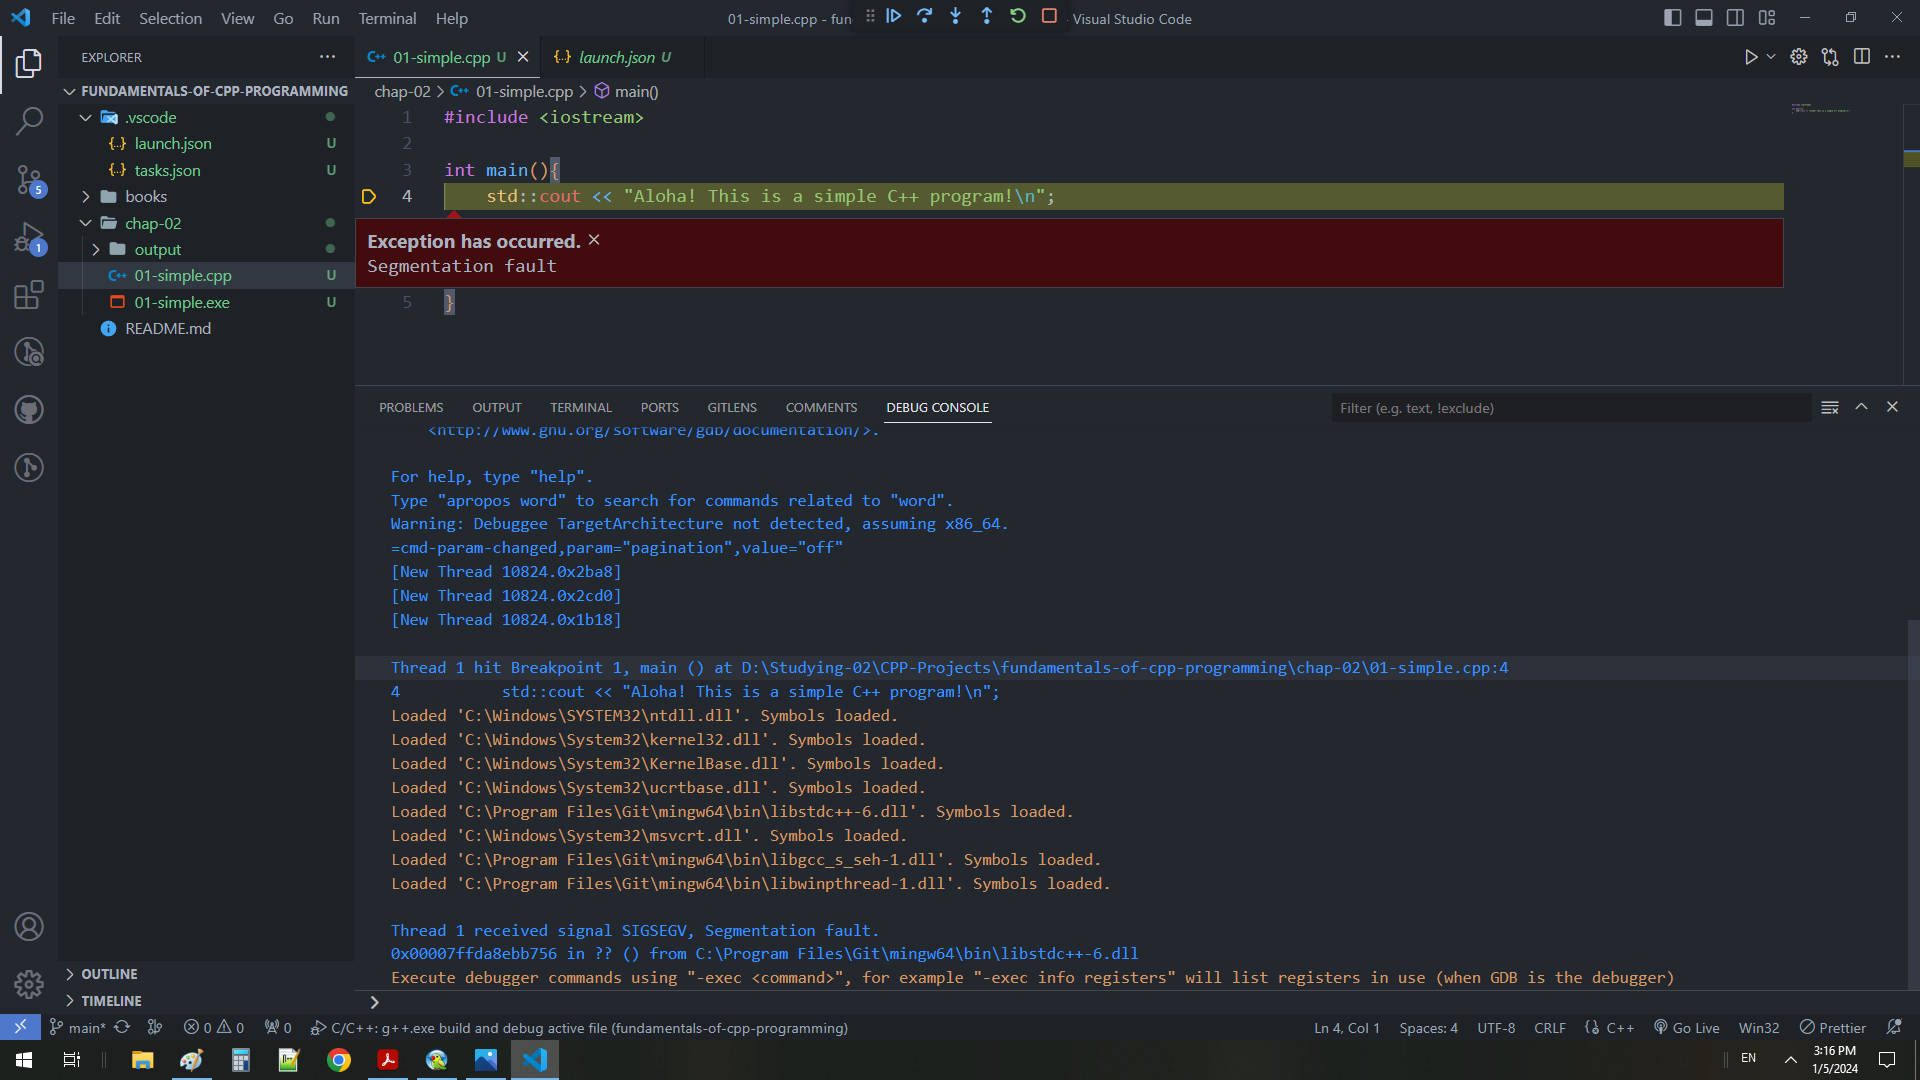 File Edit Selection View Go Run Terminal Help
01-simple.cpp - fun
Visual Studio Code
EXPLORER
FUNDAMENTALS-OF-CPP-PROGRAMMING
.vscode
launch.json U
tasks.json U
books
chap-02
output
01-simple.cpp U
01-simple.exe U
README.md
OUTLINE
TIMELINE
5
1
01-simple.cpp U
launch.json U
chap-02 > 01-simple.cpp > main()
1 #include <iostream>
2
3 int main(){
4 std::cout << "Aloha! This is a simple C++ program!\n";
Exception has occurred.
Segmentation fault
5 }
PROBLEMS OUTPUT TERMINAL PORTS GITLENS COMMENTS DEBUG CONSOLE
Filter (e.g. text, !exclude)
<http://www.gnu.org/software/gdb/documentation/>.
For help, type "help".
Type "apropos word" to search for commands related to "word".
Warning: Debuggee TargetArchitecture not detected, assuming x86_64.
=cmd-param-changed,param="pagination",value="off"
[New Thread 10824.0x2ba8]
[New Thread 10824.0x2cd0]
[New Thread 10824.0x1b18]
Thread 1 hit Breakpoint 1, main () at D:\Studying-02\CPP-Projects\fundamentals-of-cpp-programming\chap-02\01-simple.cpp:4
4 std::cout << "Aloha! This is a simple C++ program!\n";
Loaded 'C:\Windows\SYSTEM32\ntdll.dll'. Symbols loaded.
Loaded 'C:\Windows\System32\kernel32.dll'. Symbols loaded.
Loaded 'C:\Windows\System32\KernelBase.dll'. Symbols loaded.
Loaded 'C:\Windows\System32\ucrtbase.dll'. Symbols loaded.
Loaded 'C:\Program Files\Git\mingw64\bin\libstdc++-6.dll'. Symbols loaded.
Loaded 'C:\Windows\System32\msvcrt.dll'. Symbols loaded.
Loaded 'C:\Program Files\Git\mingw64\bin\libgcc_s_seh-1.dll'. Symbols loaded.
Loaded 'C:\Program Files\Git\mingw64\bin\libwinpthread-1.dll'. Symbols loaded.
Thread 1 received signal SIGSEGV, Segmentation fault.
0x00007ffda8ebb756 in ?? () from C:\Program Files\Git\mingw64\bin\libstdc++-6.dll
Execute debugger commands using "-exec <command>", for example "-exec info registers" will list registers in use (when GDB is the debugger)
>
main* 0 0 0 C/C++: g++.exe build and debug active file (fundamentals-of-cpp-programming)
Ln 4, Col 1 Spaces: 4 UTF-8 CRLF C++ Go Live Win32 Prettier
EN
3:16 PM
1/5/2024